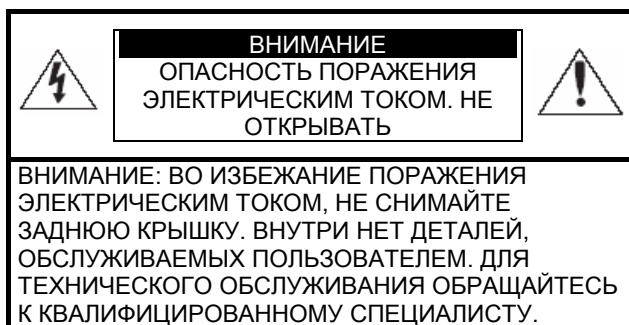 ВНИМАНИЕ
ОПАСНОСТЬ ПОРАЖЕНИЯ
ЭЛЕКТРИЧЕСКИМ ТОКОМ. НЕ
ОТКРЫВАТЬ
ВНИМАНИЕ: ВО ИЗБЕЖАНИЕ ПОРАЖЕНИЯ
ЭЛЕКТРИЧЕСКИМ ТОКОМ, НЕ СНИМАЙТЕ
ЗАДНЮЮ КРЫШКУ. ВНУТРИ НЕТ ДЕТАЛЕЙ,
ОБСЛУЖИВАЕМЫХ ПОЛЬЗОВАТЕЛЕМ. ДЛЯ
ТЕХНИЧЕСКОГО ОБСЛУЖИВАНИЯ ОБРАЩАЙТЕСЬ
К КВАЛИФИЦИРОВАННОМУ СПЕЦИАЛИСТУ.